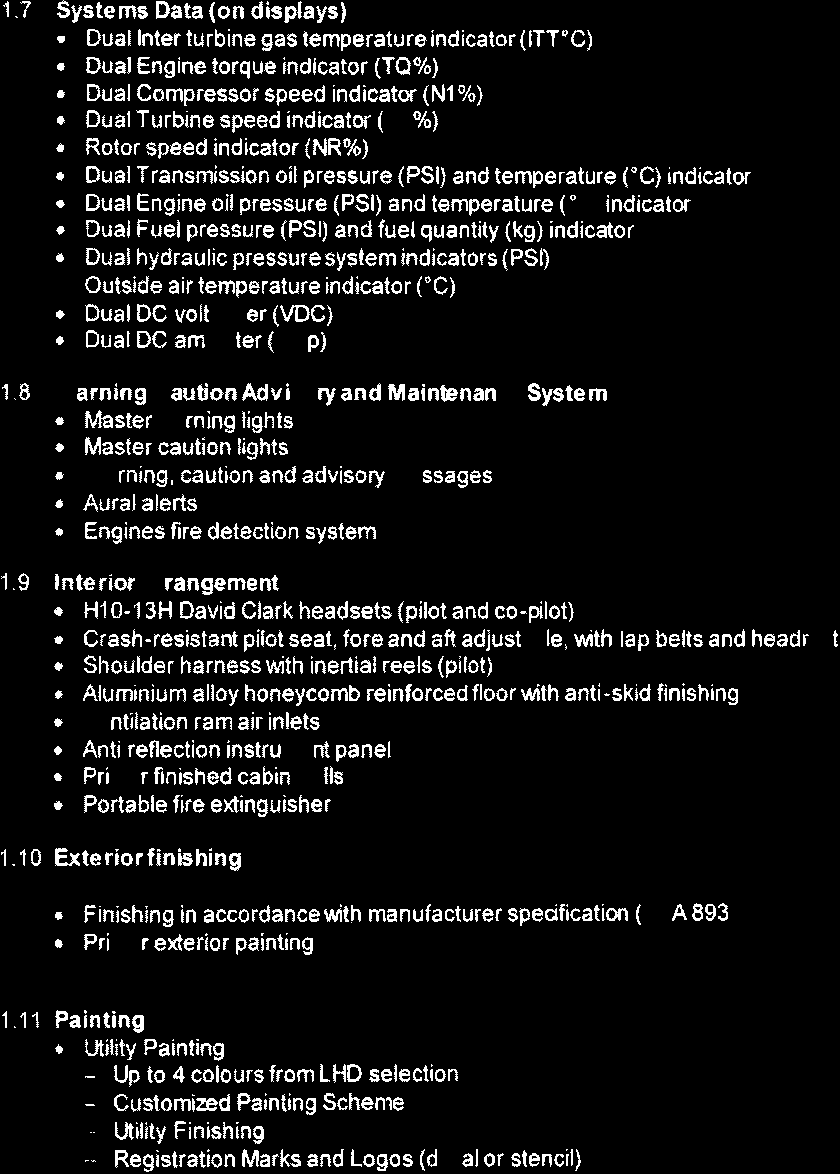 1.7 Systems Data (on displays)
• Dual Inter turbine gas temperature indicator (ITT°C)
• Dual Engine torque indicator (TQ%)
• Dual Compressor speed indicator (N1%)
• Dual Turbine speed indicator ( %)
• Rotor speed indicator (NR%)
• Dual Transmission oil pressure (PSI) and temperature (°C) indicator
• Dual Engine oil pressure (PSI) and temperature (° indicator
• Dual Fuel pressure (PSI) and fuel quantity (kg) indicator
• Dual hydraulic pressure system indicators (PSI)
Outside air temperature indicator (°C)
• Dual DC volt er (VDC)
• Dual DC am ter ( p)
1.8 arning aution Advi ry and Maintenan System
• Master rning lights
• Master caution lights
• rning, caution and advisory ssages
• Aural alerts
• Engines fire detection system
1.9 Interior rangement
• H10-13H David Clark headsets (pilot and co-pilot)
• Crash-resistant pilot seat, fore and aft adjust le, with lap belts and headr t
• Shoulder harness with inertial reels (pilot)
• Aluminium alloy honeycomb reinforced floor with anti-skid finishing
• ntilation ram air inlets
• Anti reflection instru nt panel
• Pri r finished cabin lls
• Portable fire extinguisher
1.10 Exterior finishing
• Finishing in accordance with manufacturer specification ( A 893
• Pri r exterior painting
1.11 Painting
• Utility Painting
– Up to 4 colours from LHD selection
– Customized Painting Scheme
– Utility Finishing
– Registration Marks and Logos (d al or stencil)